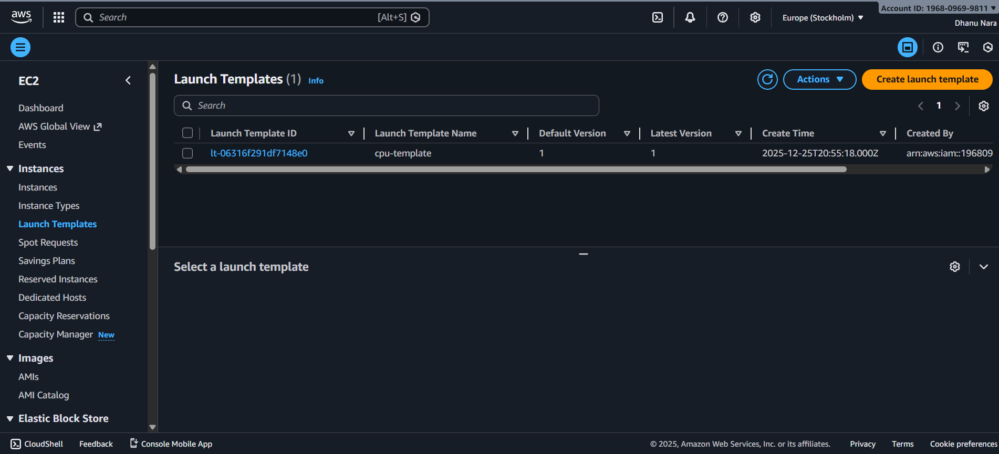 aws
Search [Alt+S]
Europe (Stockholm)
Account ID: 1968-0969-9811
Dhanu Nara
EC2
Dashboard
AWS Global View
Events
Instances
Instances
Instance Types
Launch Templates
Spot Requests
Savings Plans
Reserved Instances
Dedicated Hosts
Capacity Reservations
Capacity Manager New
Images
AMIs
AMI Catalog
Elastic Block Store
Launch Templates (1) Info
Actions
Create launch template
Search
1
Launch Template ID Launch Template Name Default Version Latest Version Create Time Created By
lt-06316f291df7148e0 cpu-template 1 1 2025-12-25T20:55:18.000Z arn:aws:iam::196809
Select a launch template
CloudShell Feedback Console Mobile App © 2025, Amazon Web Services, Inc. or its affiliates. Privacy Terms Cookie preferences